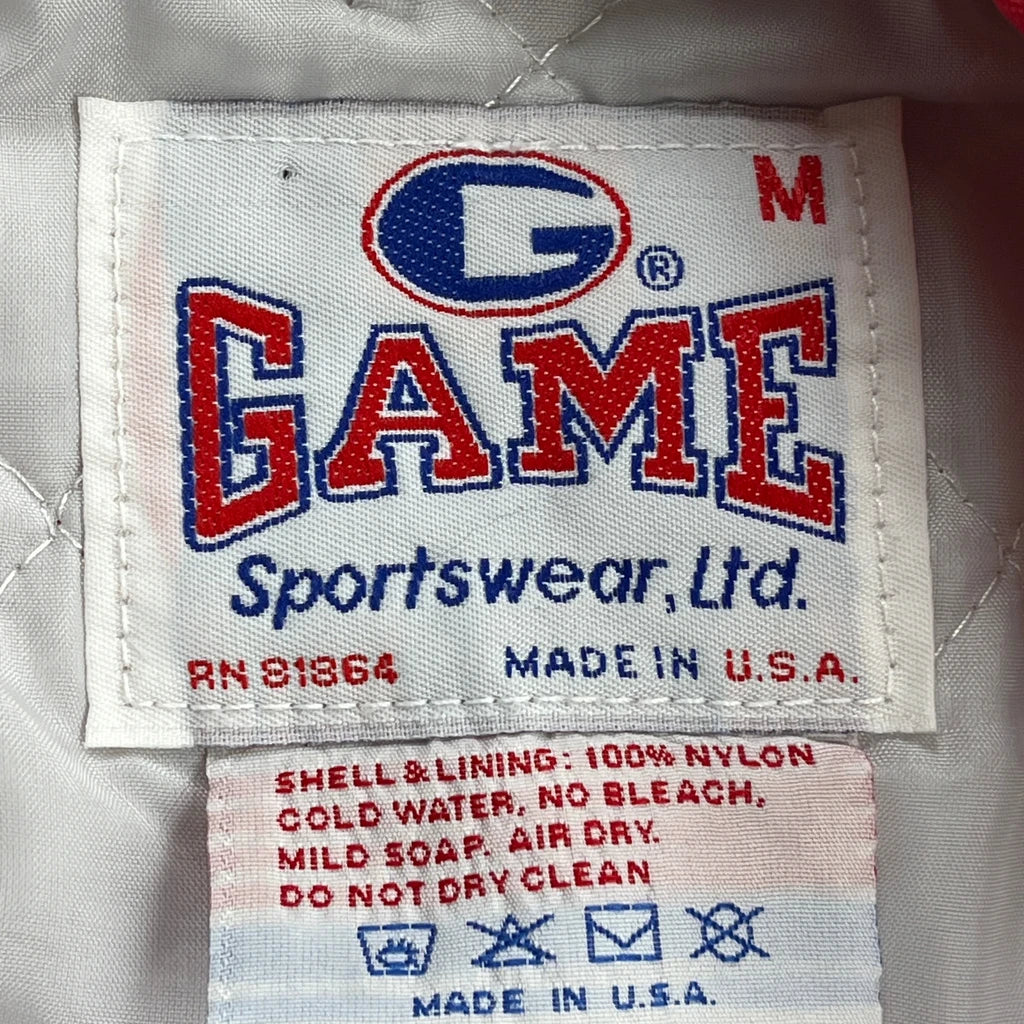 G M
®
GAME
Sportswear, Ltd.
RN 81864 MADE IN U.S.A.
SHELL & LINING: 100% NYLON
COLD WATER, NO BLEACH,
MILD SOAP. AIR DRY.
DO NOT DRY CLEAN
MADE IN U.S.A.